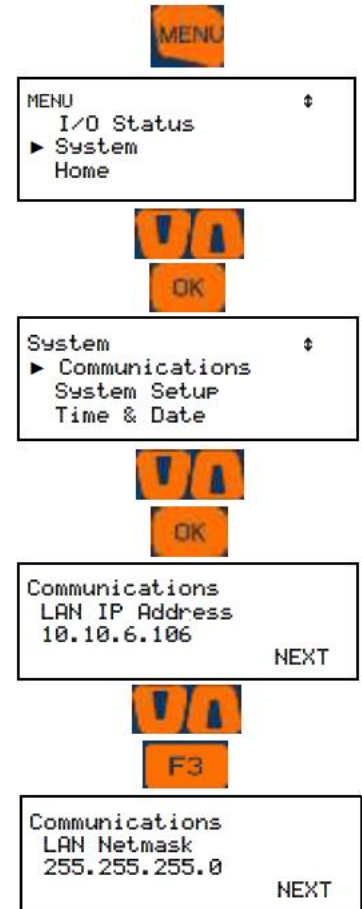 MENU
MENU
I/O Status
System
Home
OK
System
Communications
System Setup
Time & Date
OK
Communications
LAN IP Address
10.10.6.106
NEXT
F3
Communications
LAN Netmask
255.255.255.0
NEXT